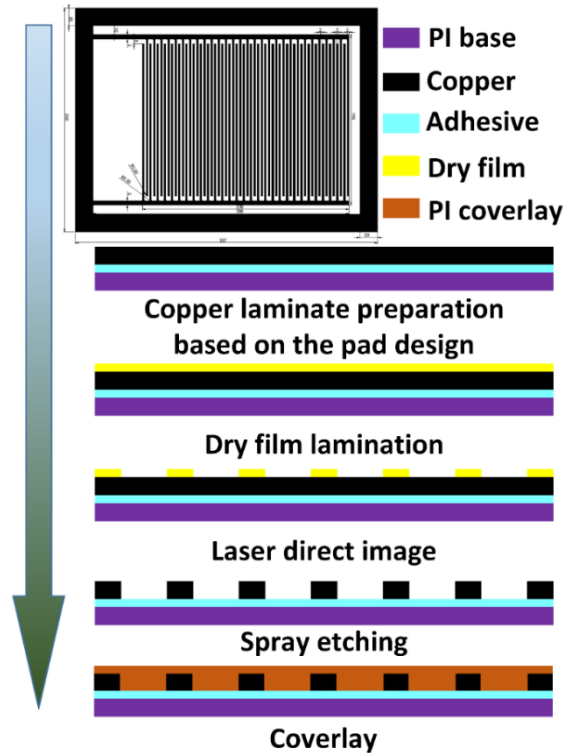 PI base
Copper
Adhesive
Dry film
PI coverlay
Copper laminate preparation
based on the pad design
Dry film lamination
Laser direct image
Spray etching
Coverlay